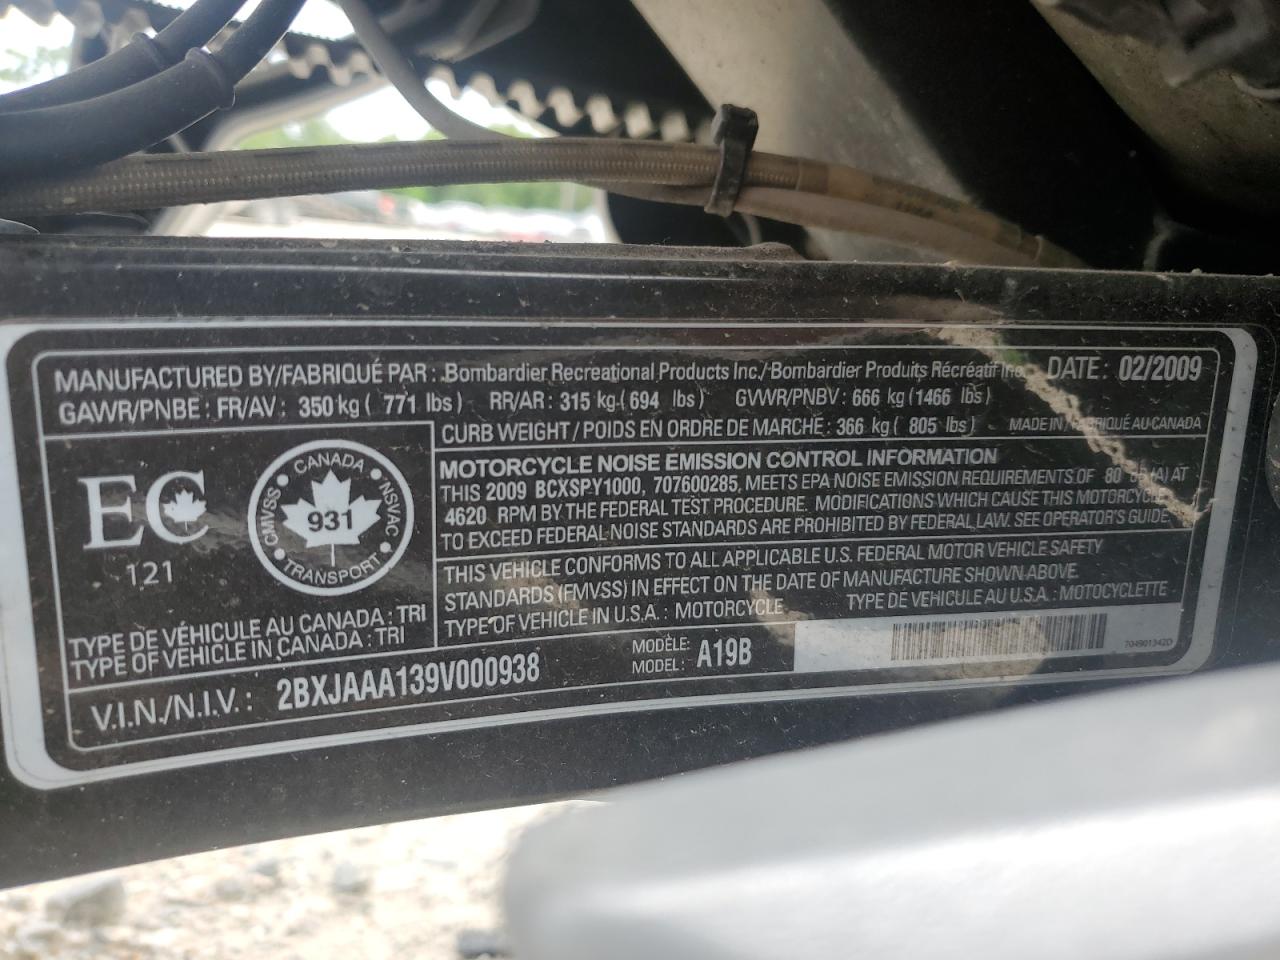 MANUFACTURED BY/FABRIQUÉ PAR : Bombardier Recreational Products Inc./Bombardier Produits Récréatif Inc DATE : 02/2009
GAWR/PNBE : FR/AV : 350 kg ( 771 lbs ) RR/AR : 315 kg ( 694 lbs ) GVWR/PNBV : 666 kg ( 1466 lbs )
CURB WEIGHT / POIDS EN ORDRE DE MARCHE : 366 kg ( 805 lbs ) MADE IN / FABRIQUÉ AU CANADA
EC
121
CANADA
CMVSS · NSVAC
931
TRANSPORT
TYPE DE VÉHICULE AU CANADA : TRI
TYPE OF VEHICLE IN CANADA : TRI
MOTORCYCLE NOISE EMISSION CONTROL INFORMATION
THIS 2009 BCXSPY1000, 707600285, MEETS EPA NOISE EMISSION REQUIREMENTS OF 80 (A) AT
4620 RPM BY THE FEDERAL TEST PROCEDURE. MODIFICATIONS WHICH CAUSE THIS MOTORCYCLE
TO EXCEED FEDERAL NOISE STANDARDS ARE PROHIBITED BY FEDERAL LAW. SEE OPERATOR'S GUIDE
THIS VEHICLE CONFORMS TO ALL APPLICABLE U.S. FEDERAL MOTOR VEHICLE SAFETY
STANDARDS (FMVSS) IN EFFECT ON THE DATE OF MANUFACTURE SHOWN ABOVE.
TYPE OF VEHICLE IN U.S.A. : MOTORCYCLE TYPE DE VEHICULE AU U.S.A. : MOTOCYCLETTE
V.I.N./N.I.V. : 2BXJAAA139V000938
MODÈLE:
MODEL: A19B
704901342D